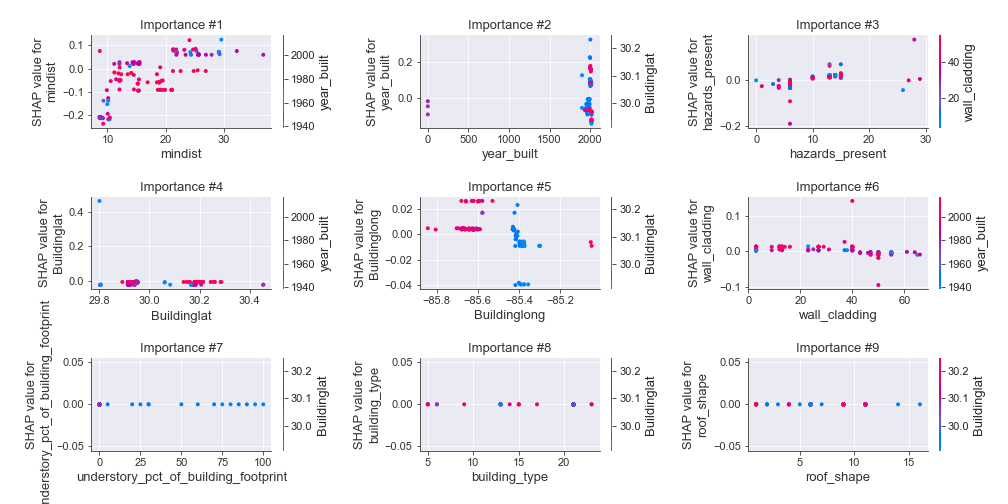 Importance #1
SHAP value for
mindist
0.1
0.0
−0.1
−0.2
10
20
30
mindist
2000
1980
1960
1940
year_built
Importance #2
SHAP value for
year_built
0.2
0.0
0
500
1000
1500
2000
year_built
30.2
30.1
30.0
Buildinglat
Importance #3
SHAP value for
hazards_present
0.0
−0.2
0
10
20
30
hazards_present
40
20
wall_cladding
Importance #4
SHAP value for
Buildinglat
0.4
0.2
0.0
29.8
30.0
30.2
30.4
Buildinglat
2000
1980
1960
1940
year_built
Importance #5
SHAP value for
Buildinglong
0.02
0.00
−0.02
−0.04
−85.8
−85.6
−85.4
−85.2
Buildinglong
30.2
30.1
30.0
Buildinglat
Importance #6
SHAP value for
wall_cladding
0.1
0.0
−0.1
0
20
40
60
wall_cladding
2000
1980
1960
1940
year_built
Importance #7
SHAP value for
nderstory_pct_of_building_footprint
0.05
0.00
−0.05
0
25
50
75
100
understory_pct_of_building_footprint
30.2
30.1
30.0
Buildinglat
Importance #8
SHAP value for
building_type
0.05
0.00
−0.05
5
10
15
20
building_type
30.2
30.1
30.0
Buildinglat
Importance #9
SHAP value for
roof_shape
0.05
0.00
−0.05
5
10
15
roof_shape
30.2
30.1
30.0
Buildinglat